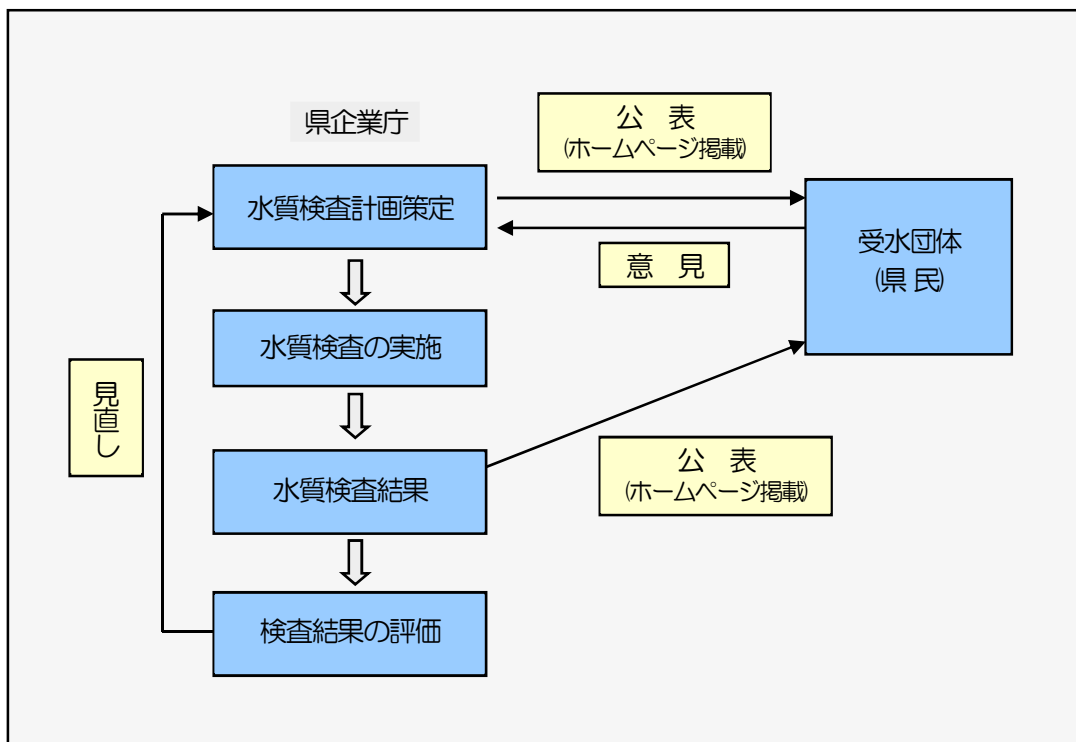 県企業庁
公 表
(ホームページ掲載)
水質検査計画策定
意 見
受水団体
(県 民)
水質検査の実施
見直し
水質検査結果
公 表
(ホームページ掲載)
検査結果の評価